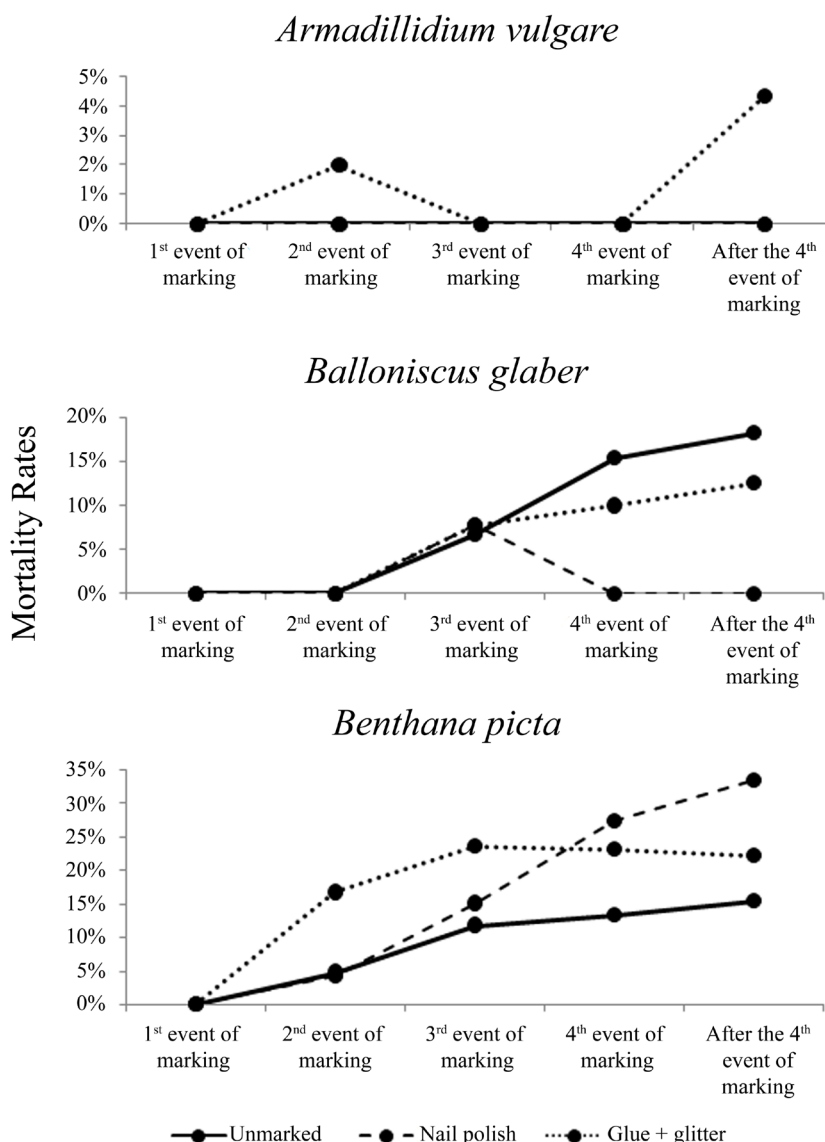 Armadillidium vulgare
5%
4%
3%
2%
1%
0%
1st event of marking
2nd event of marking
3rd event of marking
4th event of marking
After the 4th event of marking
Mortality Rates
Balloniscus glaber
20%
15%
10%
5%
0%
1st event of marking
2nd event of marking
3rd event of marking
4th event of marking
After the 4th event of marking
Benthana picta
35%
30%
25%
20%
15%
10%
5%
0%
1st event of marking
2nd event of marking
3rd event of marking
4th event of marking
After the 4th event of marking
Unmarked Nail polish Glue + glitter